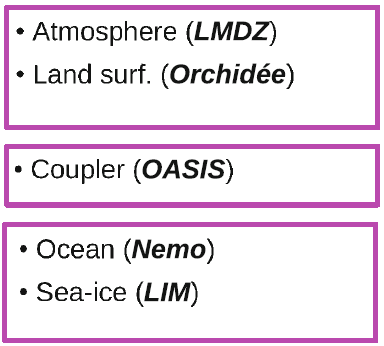 • Atmosphere (LMDZ)
• Land surf. (Orchidée)
• Coupler (OASIS)
• Ocean (Nemo)
• Sea-ice (LIM)